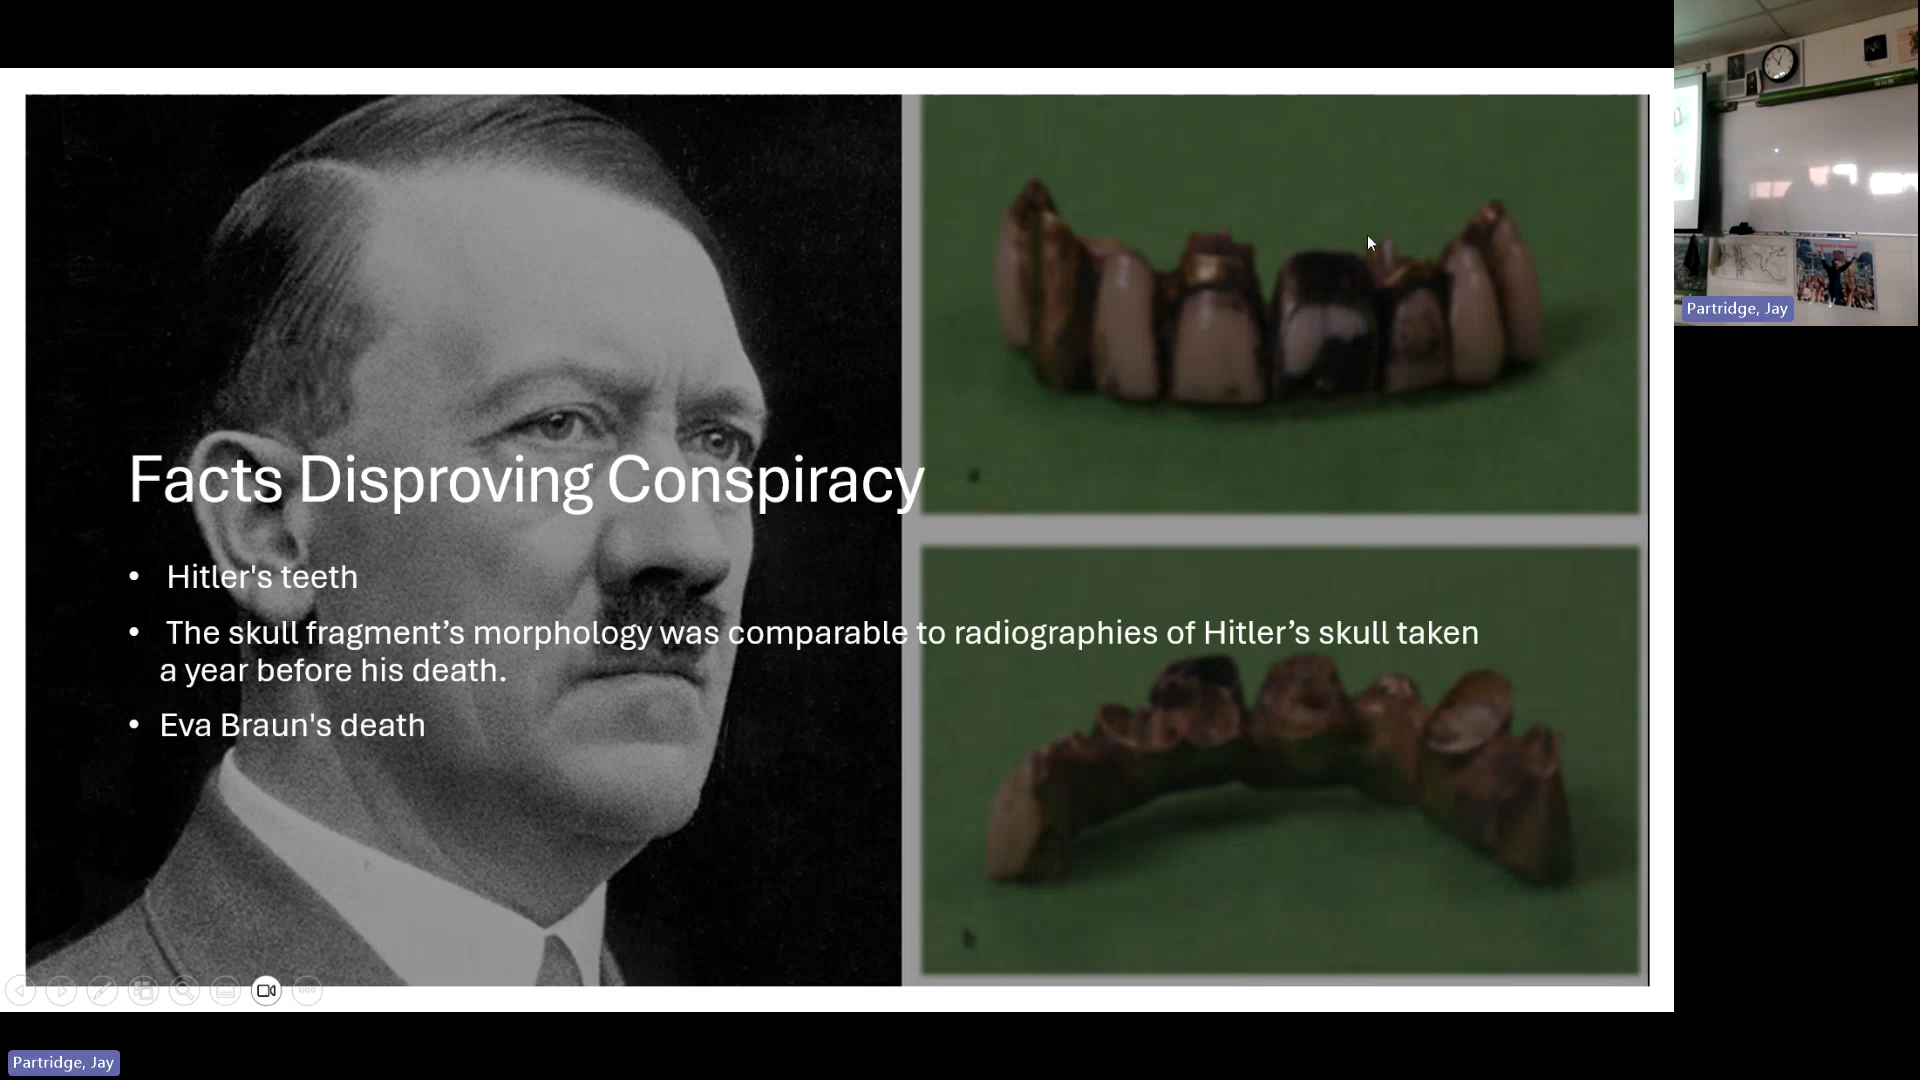 Facts Disproving Conspiracy
• Hitler's teeth
• The skull fragment’s morphology was comparable to radiographies of Hitler’s skull taken
a year before his death.
• Eva Braun's death
Partridge, Jay
Partridge, Jay